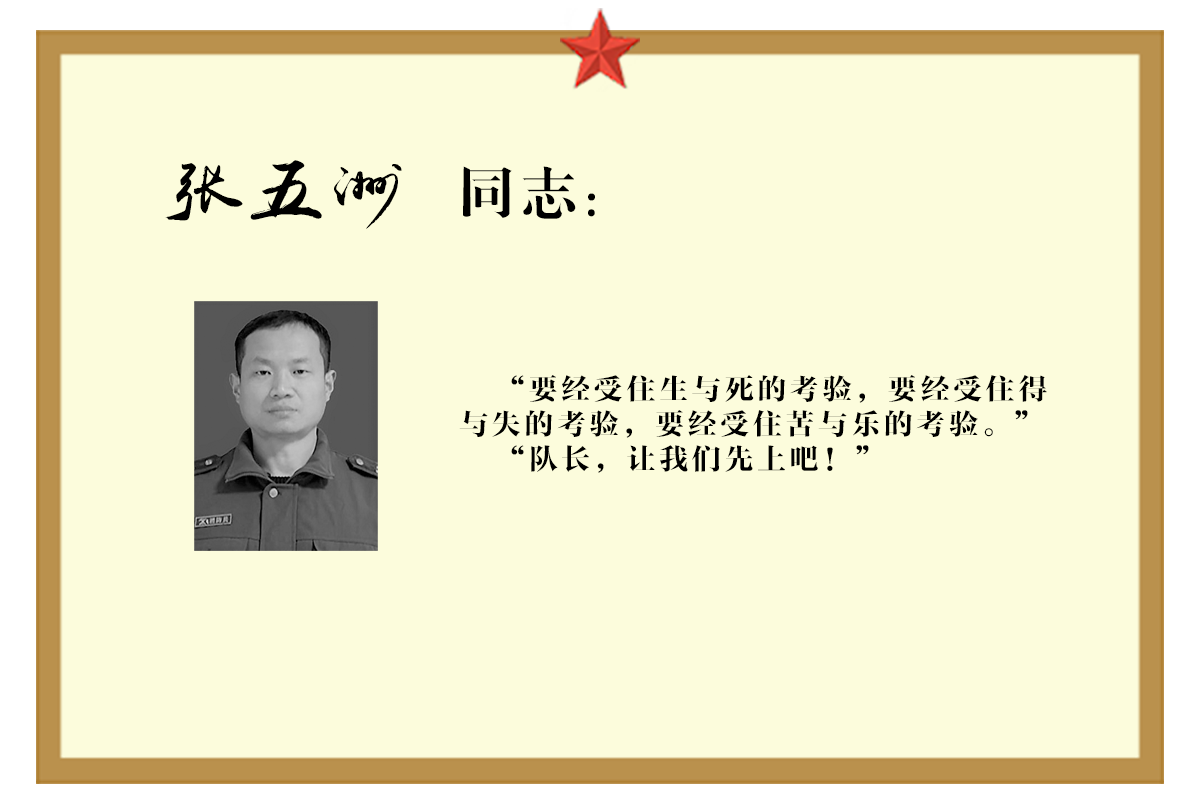 张五洲 同志：
“要经受住生与死的考验，要经受住得
与失的考验，要经受住苦与乐的考验。”
“队长，让我们先上吧！”